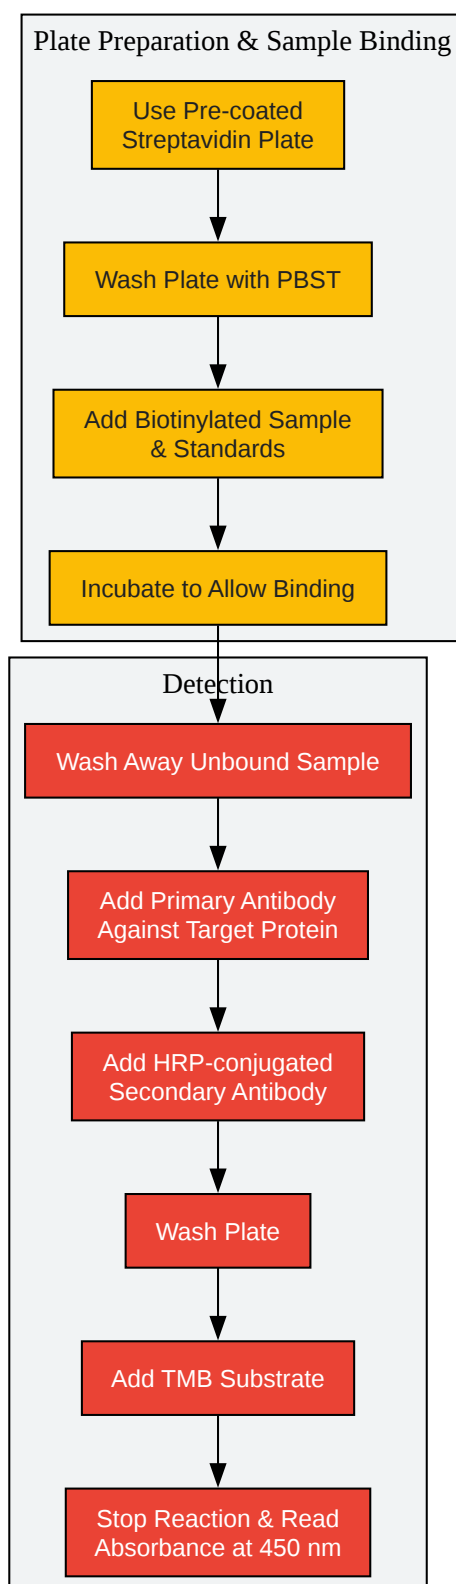 Plate Preparation & Sample Binding
Use Pre-coated
Streptavidin Plate
Wash Plate with PBST
Add Biotinylated Sample
& Standards
Incubate to Allow Binding
Detection
Wash Away Unbound Sample
Add Primary Antibody
Against Target Protein
Add HRP-conjugated
Secondary Antibody
Wash Plate
Add TMB Substrate
Stop Reaction & Read
Absorbance at 450 nm